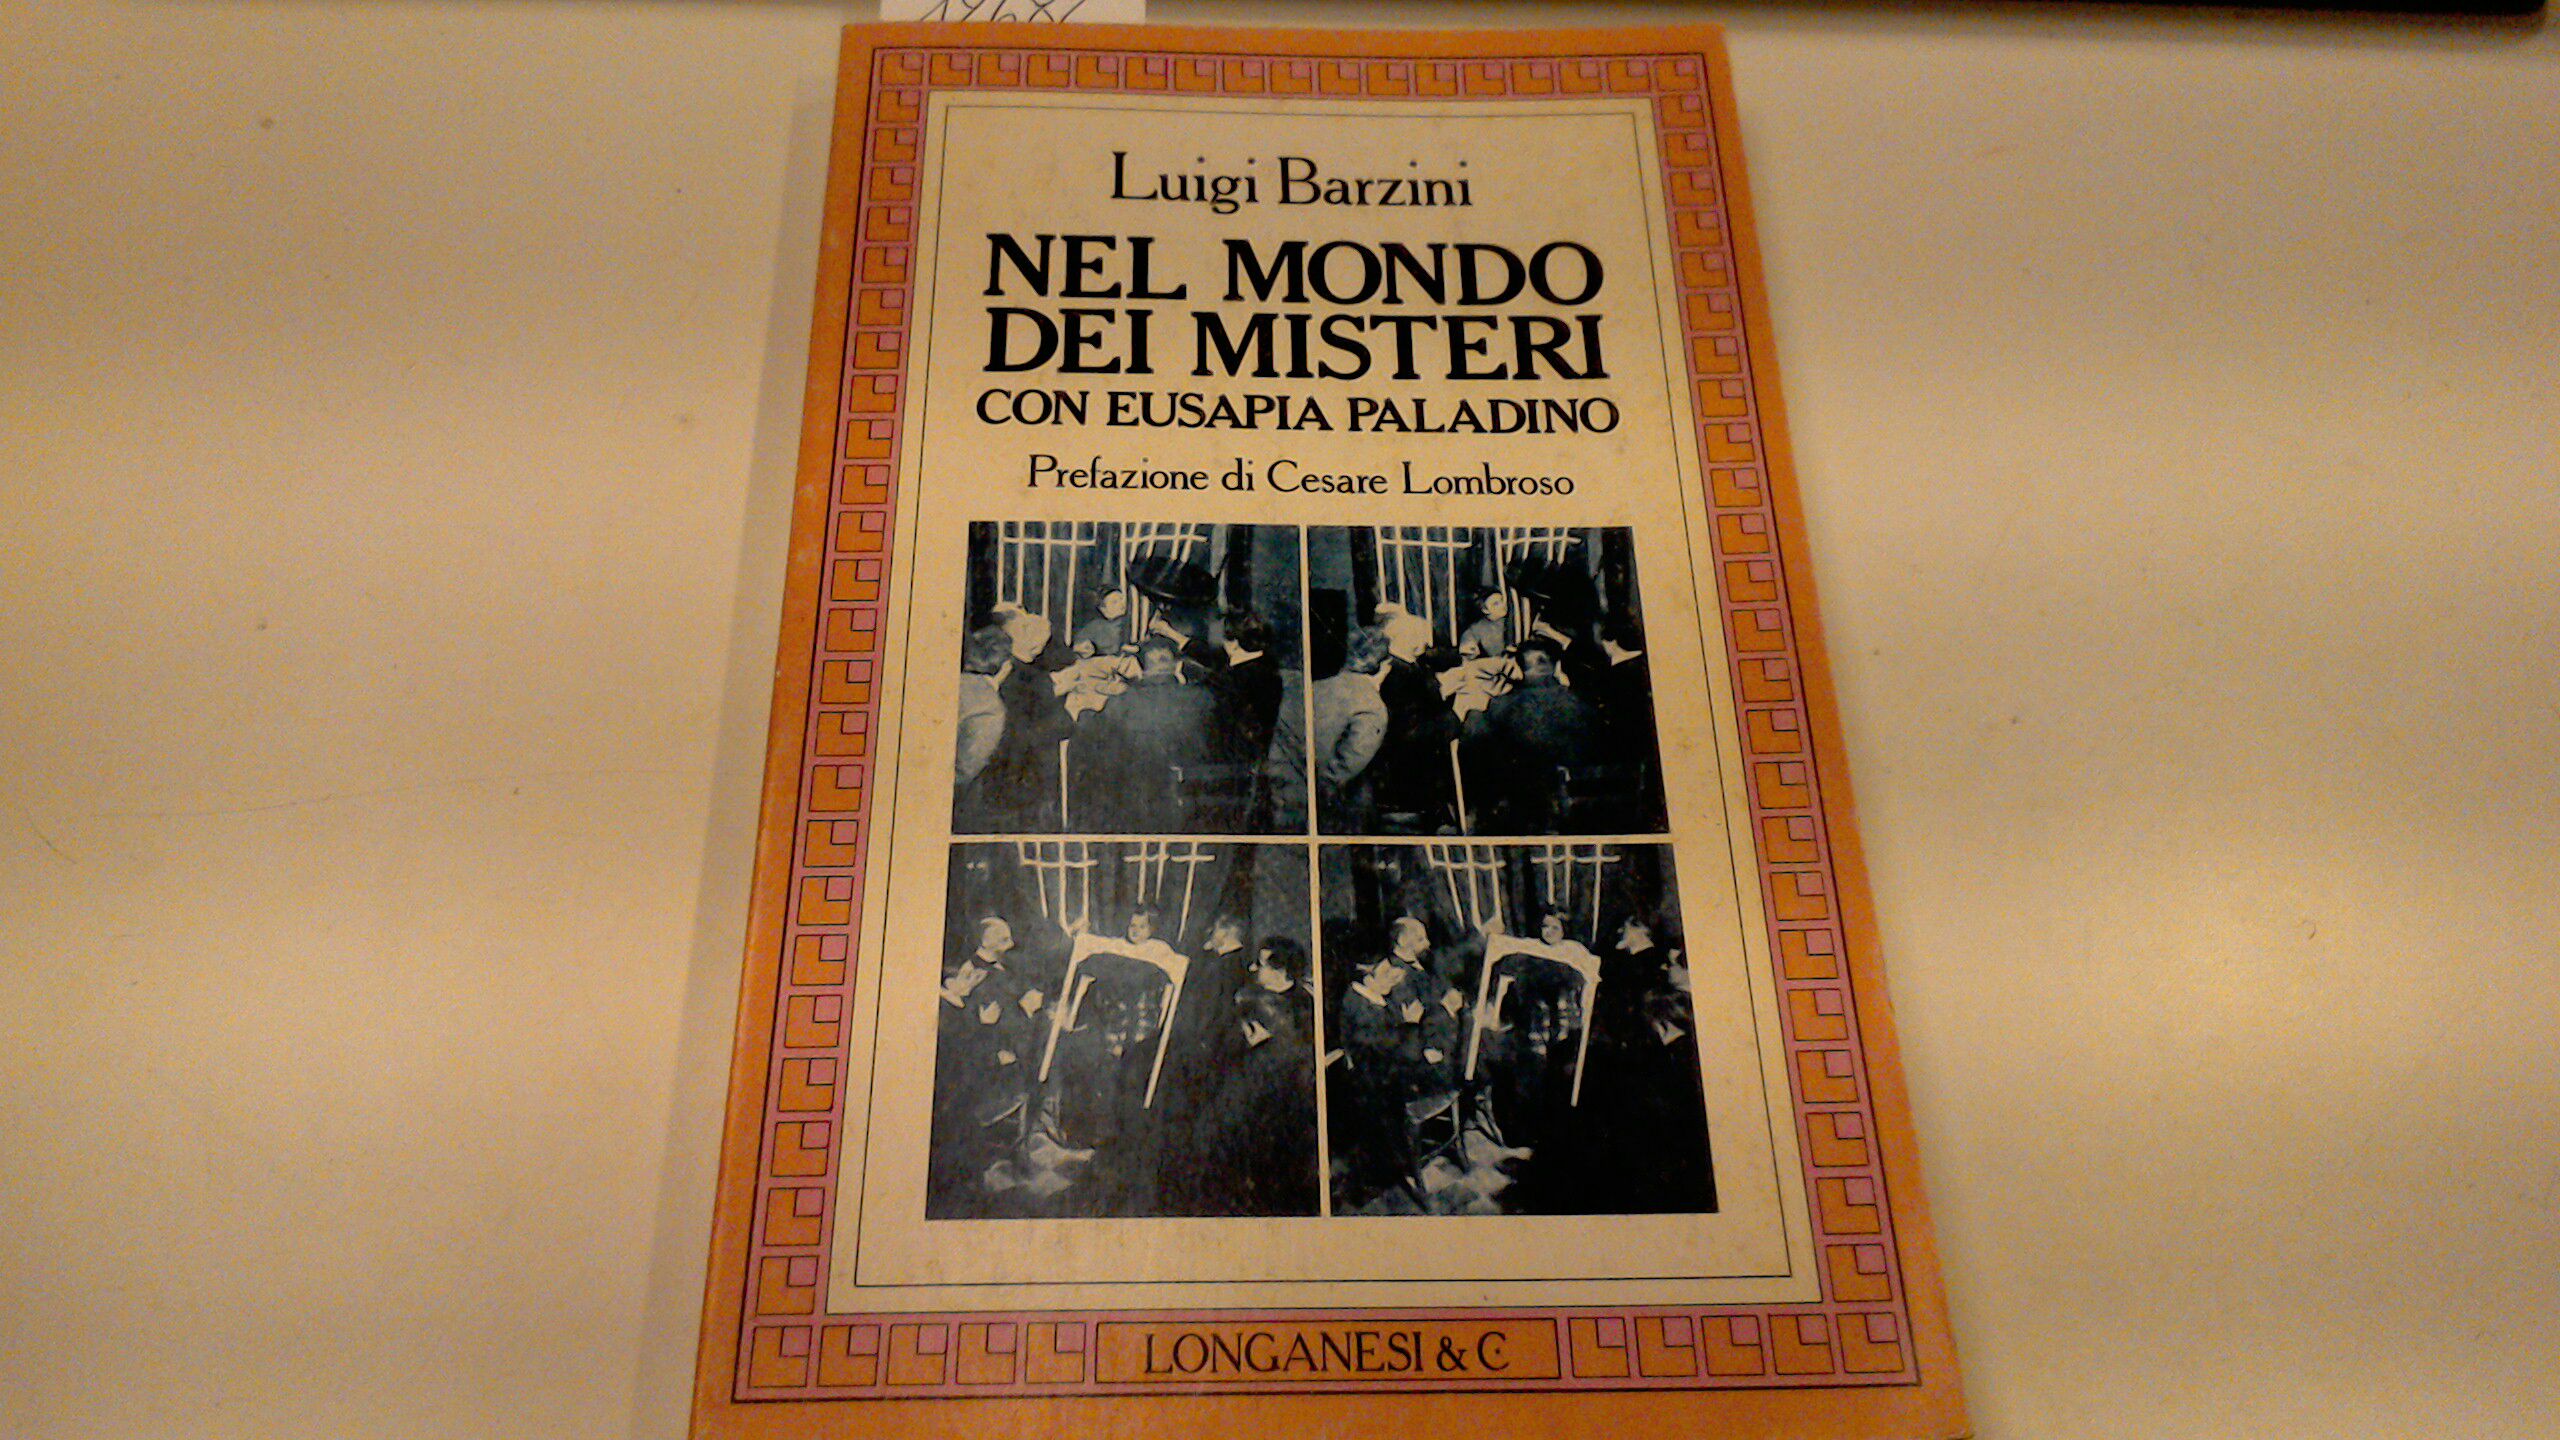 Luigi Barzini
NEL MONDO
DEI MISTERI
CON EUSAPIA PALADINO
Prefazione di Cesare Lombroso
LONGANESI & C.